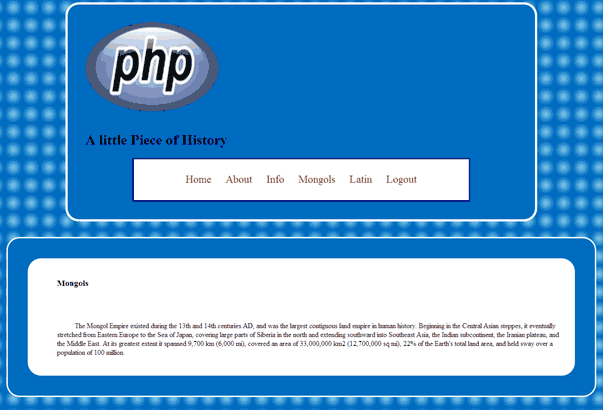 php
A little Piece of History
Home About Info Mongols Latin Logout
Mongols
The Mongol Empire existed during the 13th and 14th centuries AD, and was the largest contiguous land empire in human history. Beginning in the Central Asian steppes, it eventually
stretched from Eastern Europe to the Sea of Japan, covering large parts of Siberia in the north and extending southward into Southeast Asia, the Indian subcontinent, the Iranian plateau, and
the Middle East. At its greatest extent it spanned 9,700 km (6,000 mi), covered an area of 33,000,000 km2 (12,700,000 sq mi), 22% of the Earth's total land area, and held sway over a
population of 100 million.